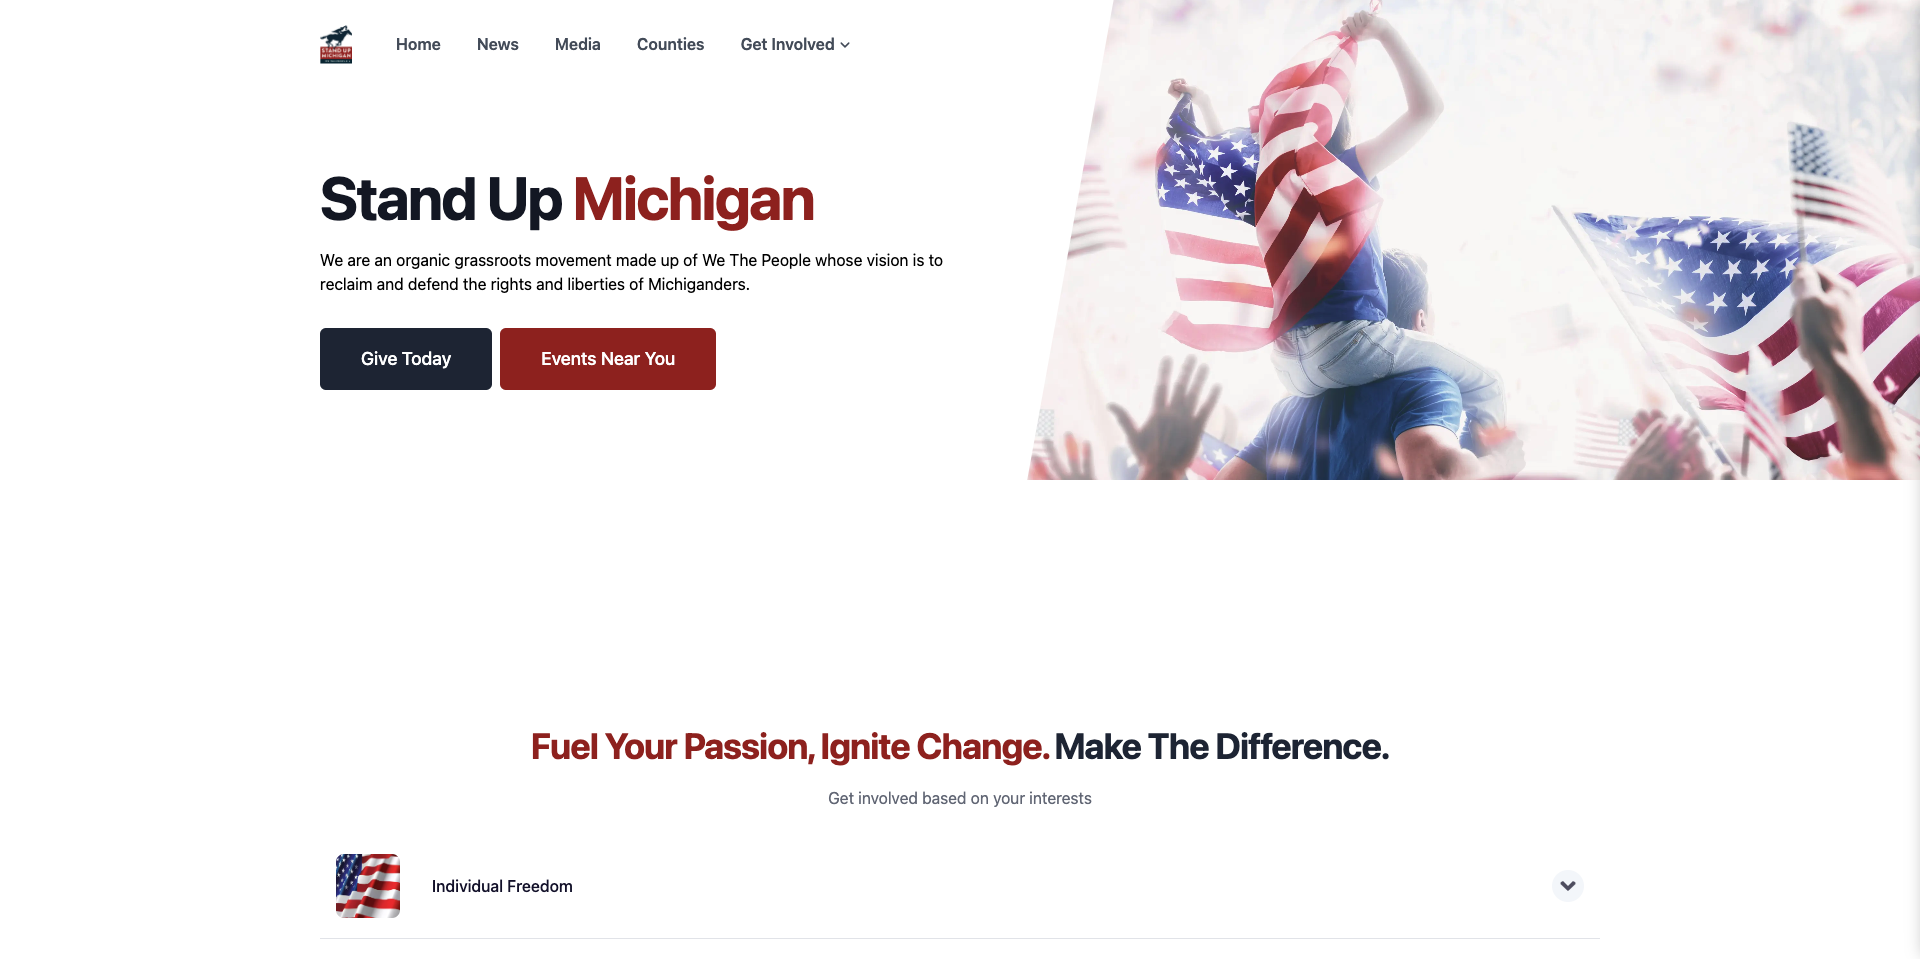 STAND UP
MICHIGAN
Home
News
Media
Counties
Get Involved
Stand Up Michigan
We are an organic grassroots movement made up of We The People whose vision is to
reclaim and defend the rights and liberties of Michiganders.
Give Today
Events Near You
Fuel Your Passion, Ignite Change. Make The Difference.
Get involved based on your interests
Individual Freedom